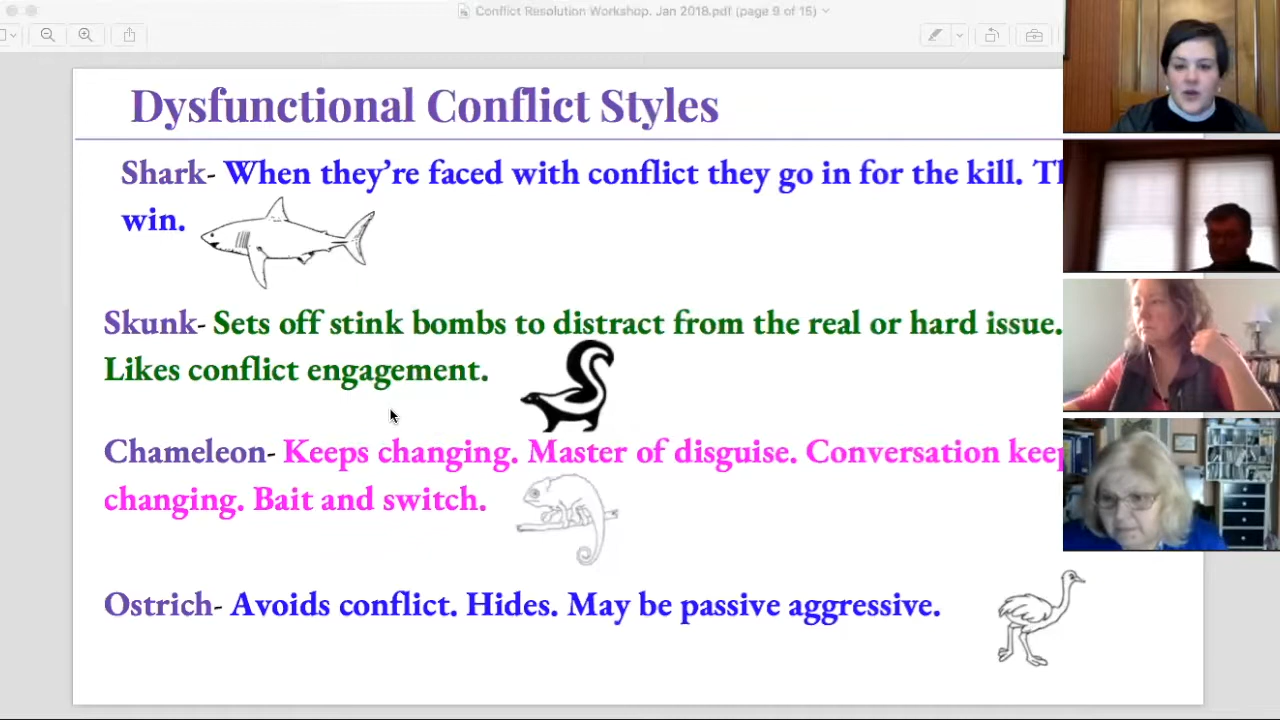 Conflict Resolution Workshop. Jan 2018.pdf (page 9 of 15)
Dysfunctional Conflict Styles
Shark- When they’re faced with conflict they go in for the kill.
win.
Skunk- Sets off stink bombs to distract from the real or hard issue.
Likes conflict engagement.
Chameleon- Keeps changing. Master of disguise. Conversation
changing. Bait and switch.
Ostrich- Avoids conflict. Hides. May be passive aggressive.